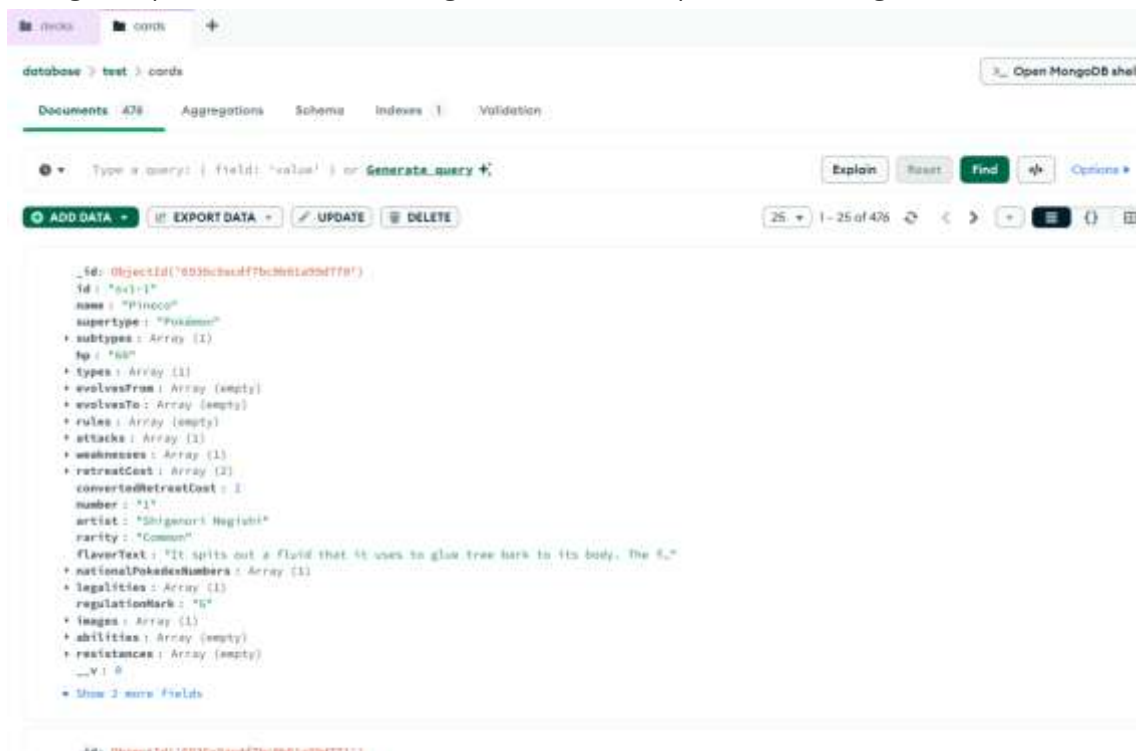 decks cards +
database > test > cards
>_ Open MongoDB shell
Documents 476 Aggregations Schema Indexes 1 Validation
Type a query: { field: 'value' } or Generate query
Explain Reset Find </> Options
ADD DATA EXPORT DATA UPDATE DELETE
25 1 - 25 of 476 {}
_id: ObjectId(
id : "sv1-1"
name : "Pineco"
supertype : "Pokémon"
subtypes : Array (1)
hp : "60"
types : Array (1)
evolvesFrom : Array (empty)
evolvesTo : Array (empty)
rules : Array (empty)
attacks : Array (1)
weaknesses : Array (1)
retreatCost : Array (2)
convertedRetreatCost : 2
number : "1"
artist : "Shigenori Negishi"
rarity : "Common"
flavorText : "It spits out a fluid that it uses to glue tree bark to its body. The f…"
nationalPokedexNumbers : Array (1)
legalities : Array (1)
regulationMark : "G"
images : Array (1)
abilities : Array (empty)
resistances : Array (empty)
__v : 0
Show 2 more fields